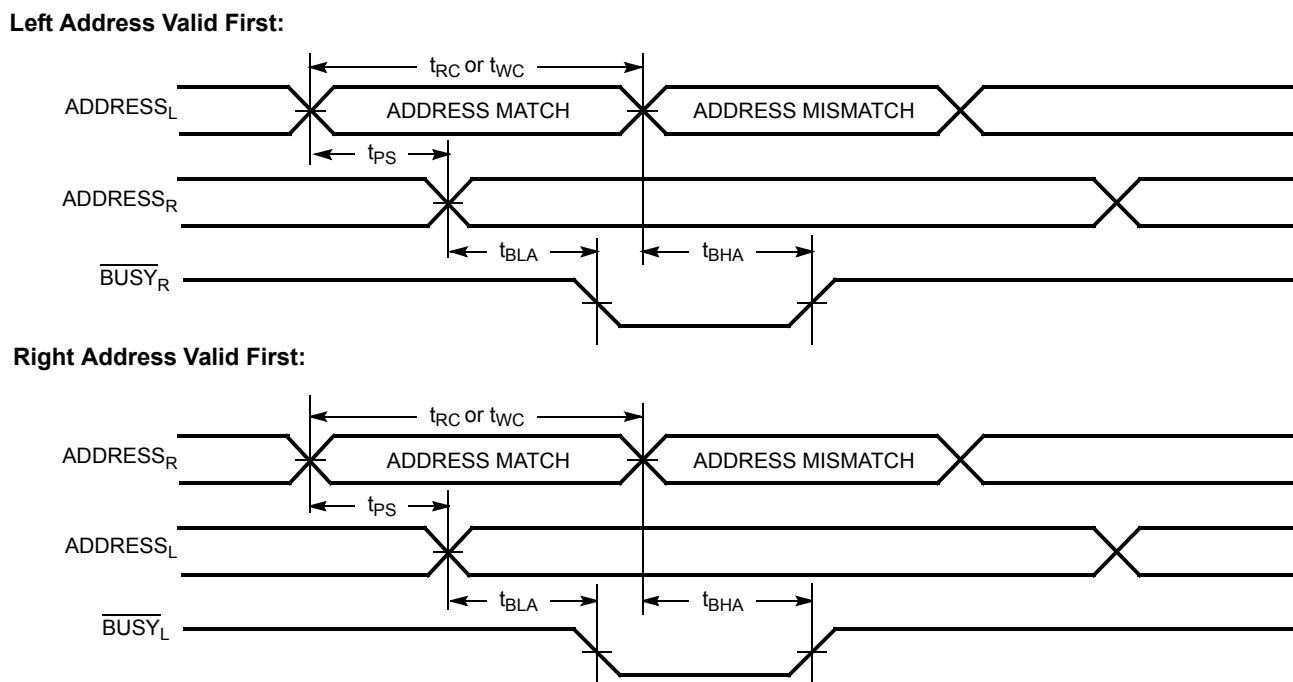 Left Address Valid First:
tRC or tWC
ADDRESSL
ADDRESS MATCH
ADDRESS MISMATCH
tPS
ADDRESSR
tBLA
tBHA
BUSYR
Right Address Valid First:
tRC or tWC
ADDRESSR
ADDRESS MATCH
ADDRESS MISMATCH
tPS
ADDRESSL
tBLA
tBHA
BUSYL